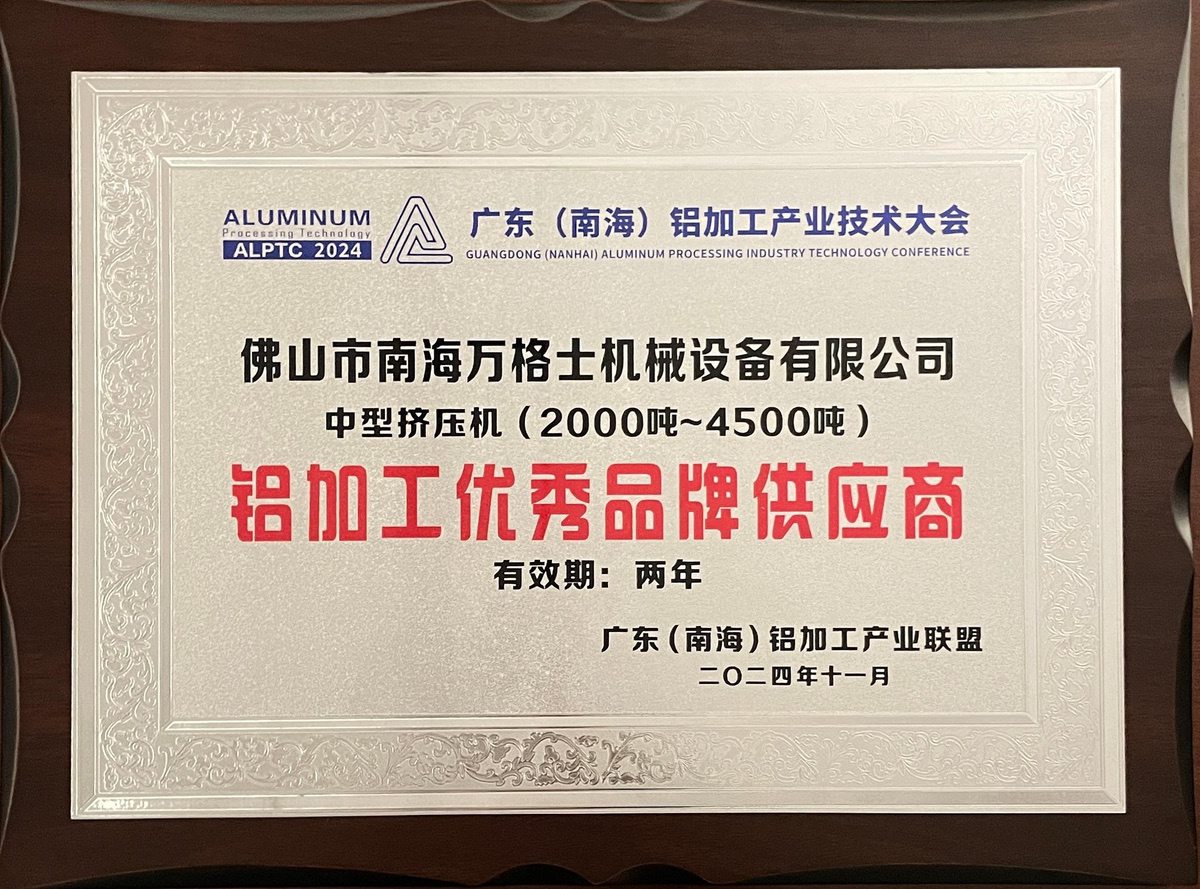 ALUMINUM
Processing Technology
ALPTC 2024
广东（南海）铝加工产业技术大会
GUANGDONG (NANHAI) ALUMINUM PROCESSING INDUSTRY TECHNOLOGY CONFERENCE
佛山市南海万格士机械设备有限公司
中型挤压机（2000吨~4500吨）
铝加工优秀品牌供应商
有效期：两年
广东（南海）铝加工产业联盟
二〇二四年十一月